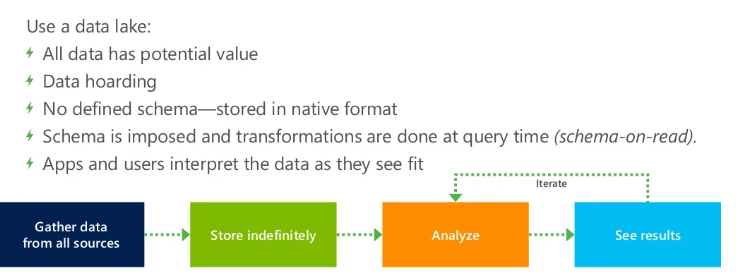 Use a data lake:
All data has potential value
Data hoarding
No defined schema—stored in native format
Schema is imposed and transformations are done at query time (schema-on-read).
Apps and users interpret the data as they see fit
Iterate
Gather data
from all sources
Store indefinitely
Analyze
See results